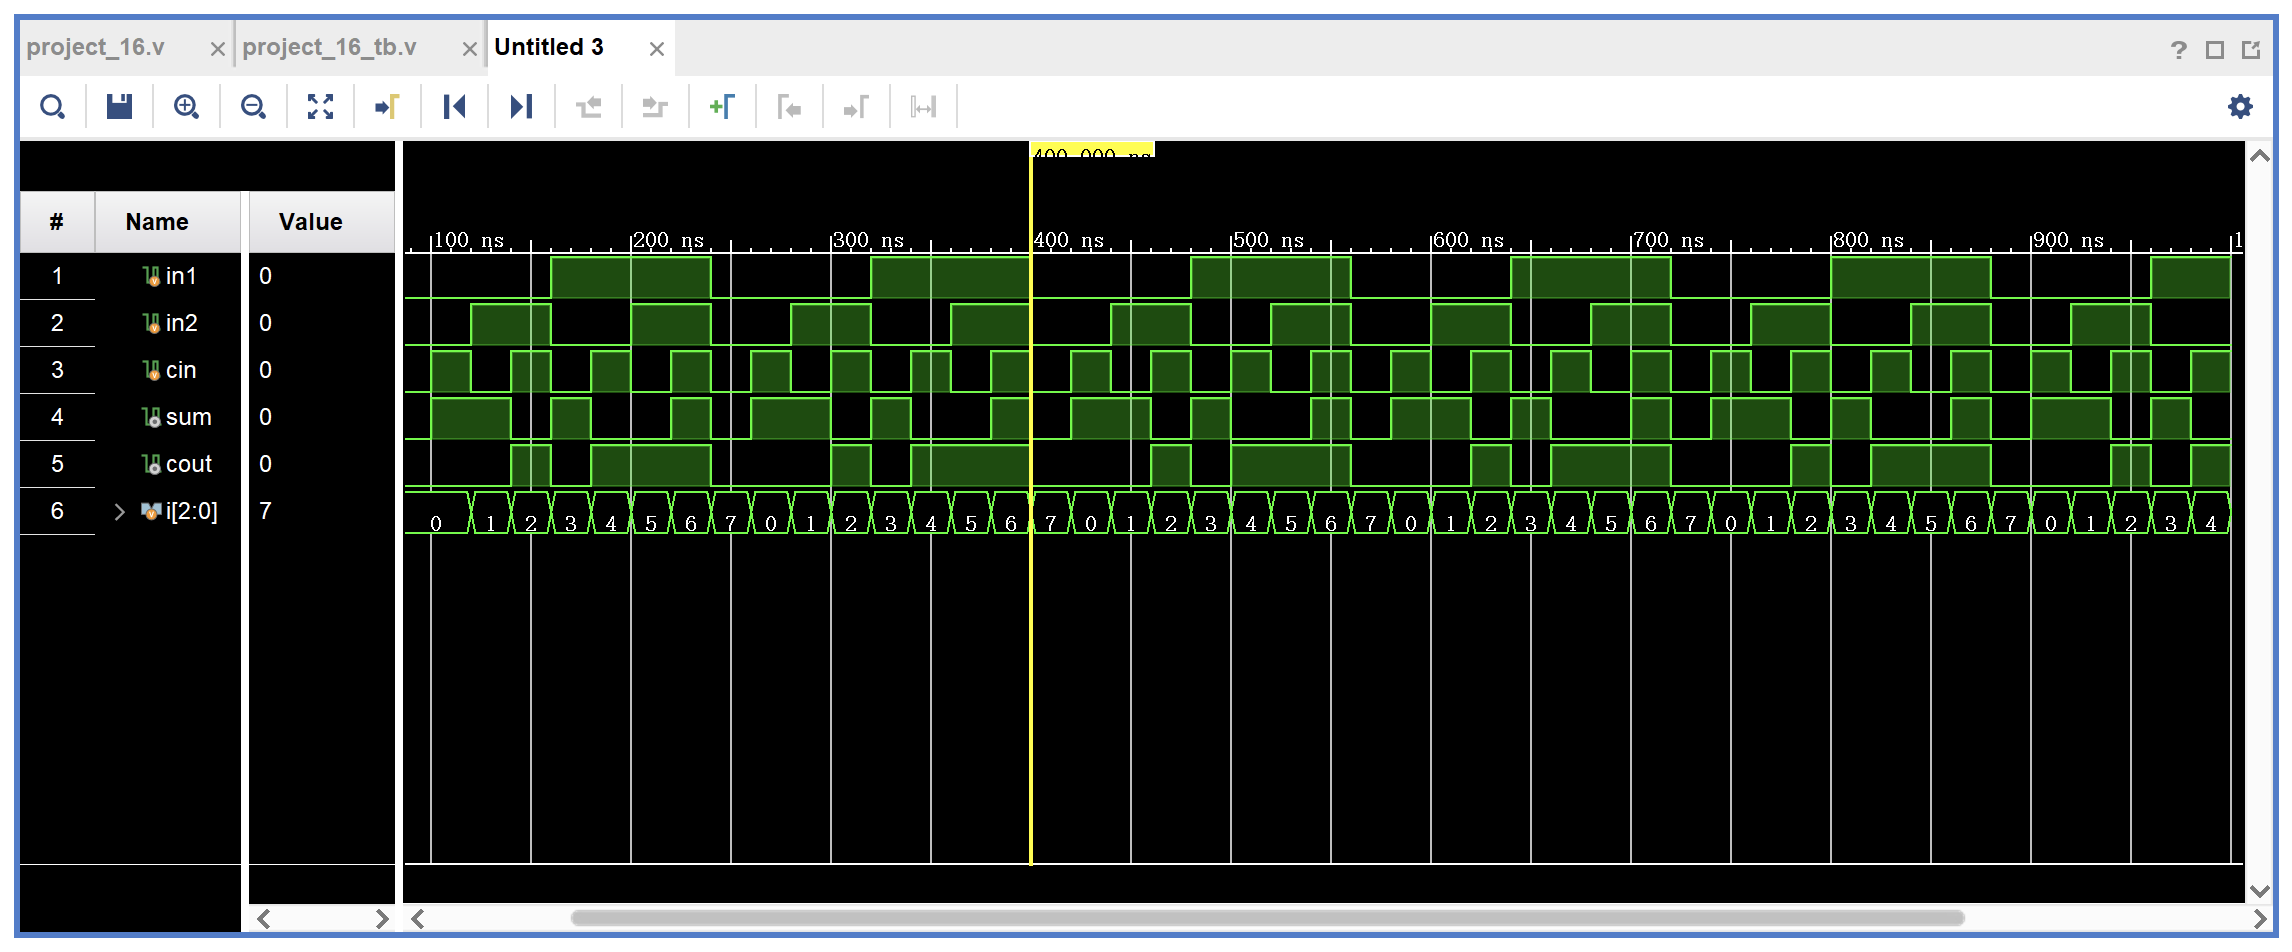 project_16.v × project_16_tb.v × Untitled 3 ×
?
400.000 ns
# Name Value
100 ns 200 ns 300 ns 400 ns 500 ns 600 ns 700 ns 800 ns 900 ns 1
1 in1 0
2 in2 0
3 cin 0
4 sum 0
5 cout 0
6 i[2:0] 7
0 1 2 3 4 5 6 7 0 1 2 3 4 5 6 7 0 1 2 3 4 5 6 7 0 1 2 3 4 5 6 7 0 1 2 3 4 5 6 7 0 1 2 3 4